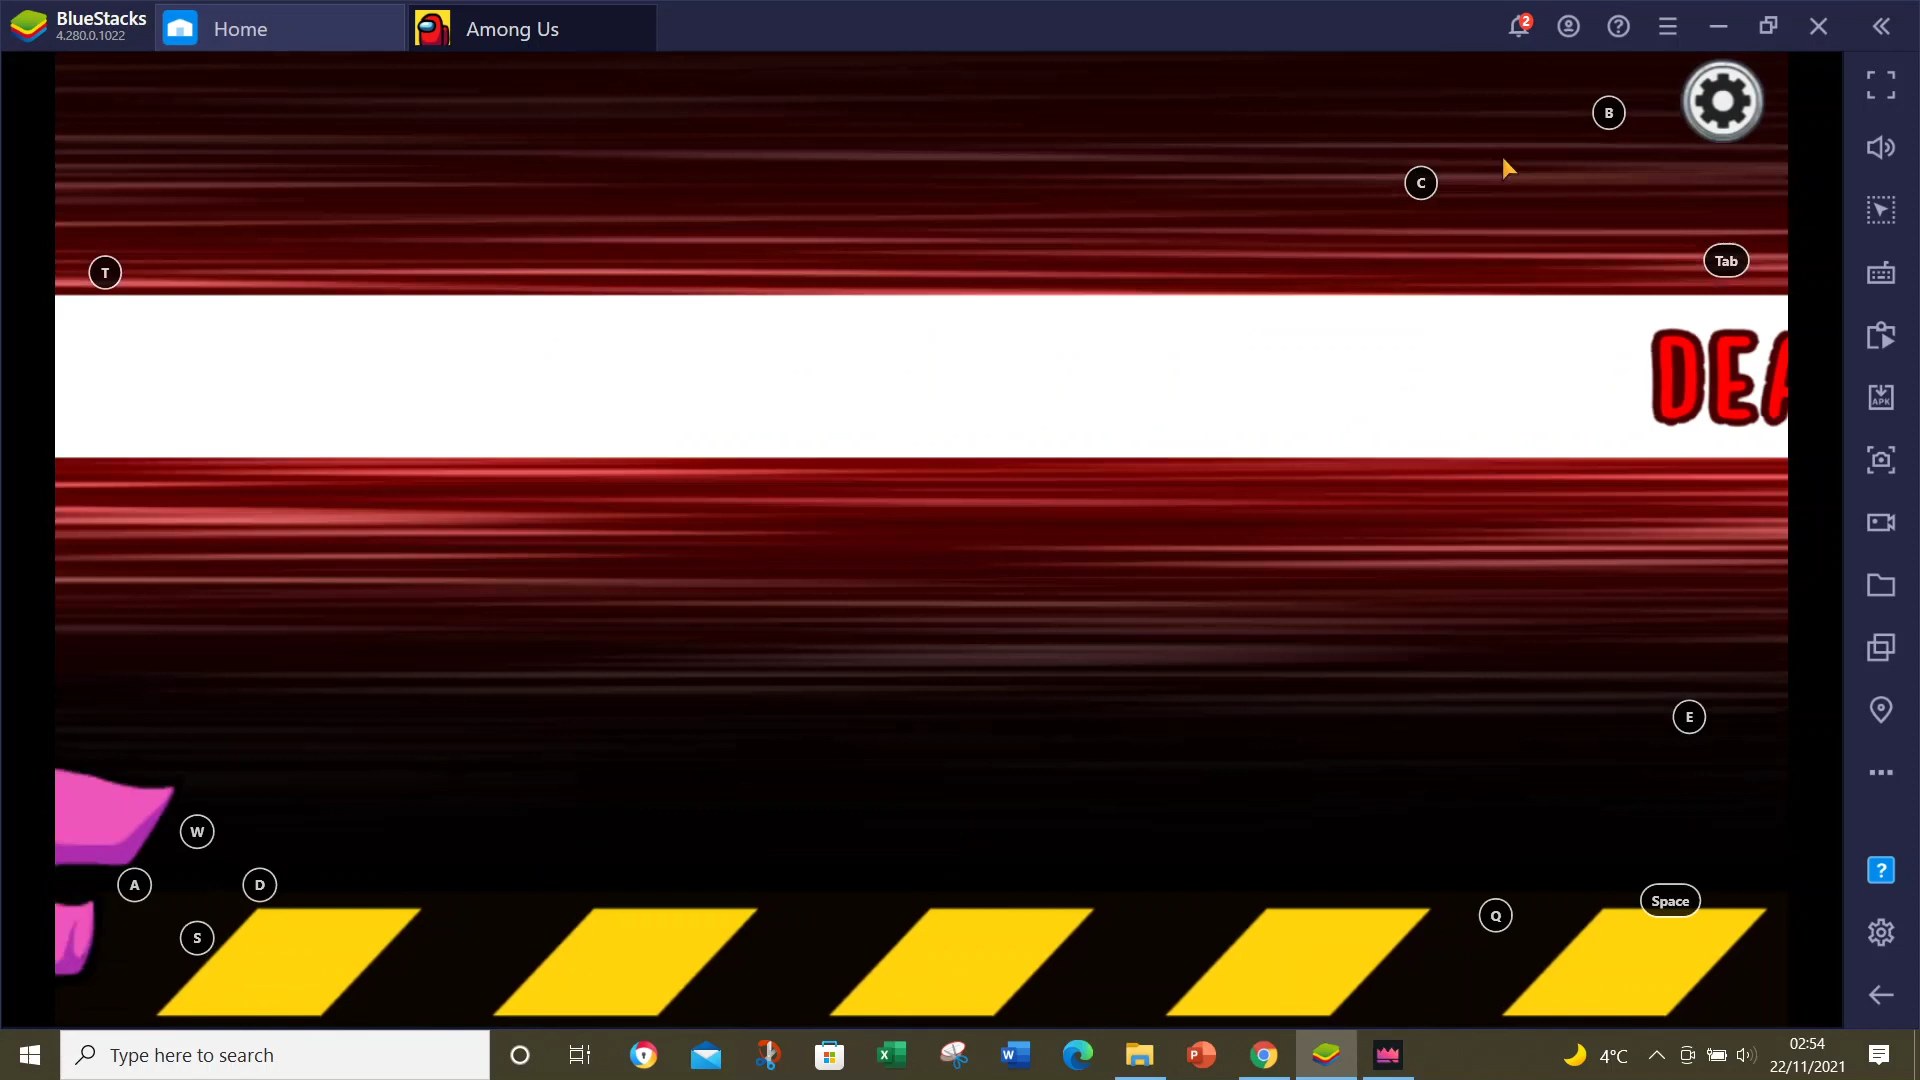 BlueStacks
4.280.0.1022
Home
Among Us
2
B
C
T
Tab
DEA
E
W
A
D
S
Q
Space
APK
?
Type here to search
4°C
02:54
22/11/2021